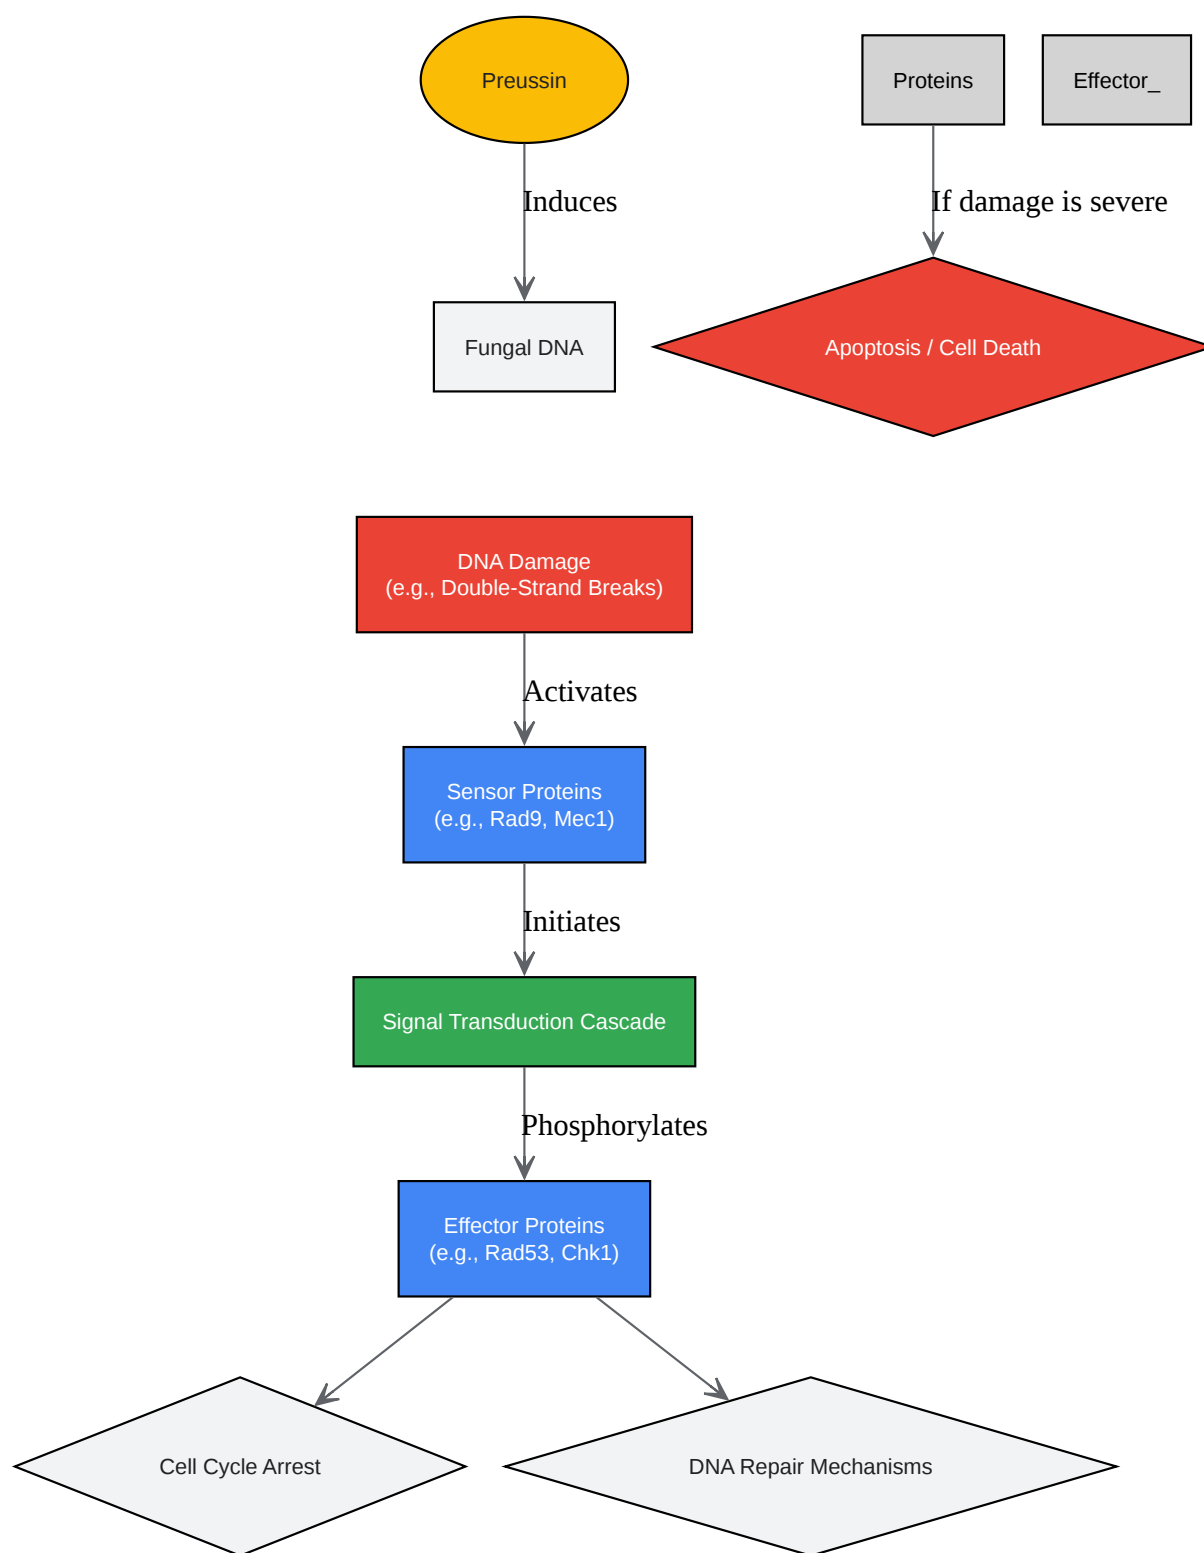 Preussin
Proteins
Effector_
Induces
If damage is severe
Fungal DNA
Apoptosis / Cell Death
DNA Damage
(e.g., Double-Strand Breaks)
Activates
Sensor Proteins
(e.g., Rad9, Mec1)
Initiates
Signal Transduction Cascade
Phosphorylates
Effector Proteins
(e.g., Rad53, Chk1)
Cell Cycle Arrest
DNA Repair Mechanisms